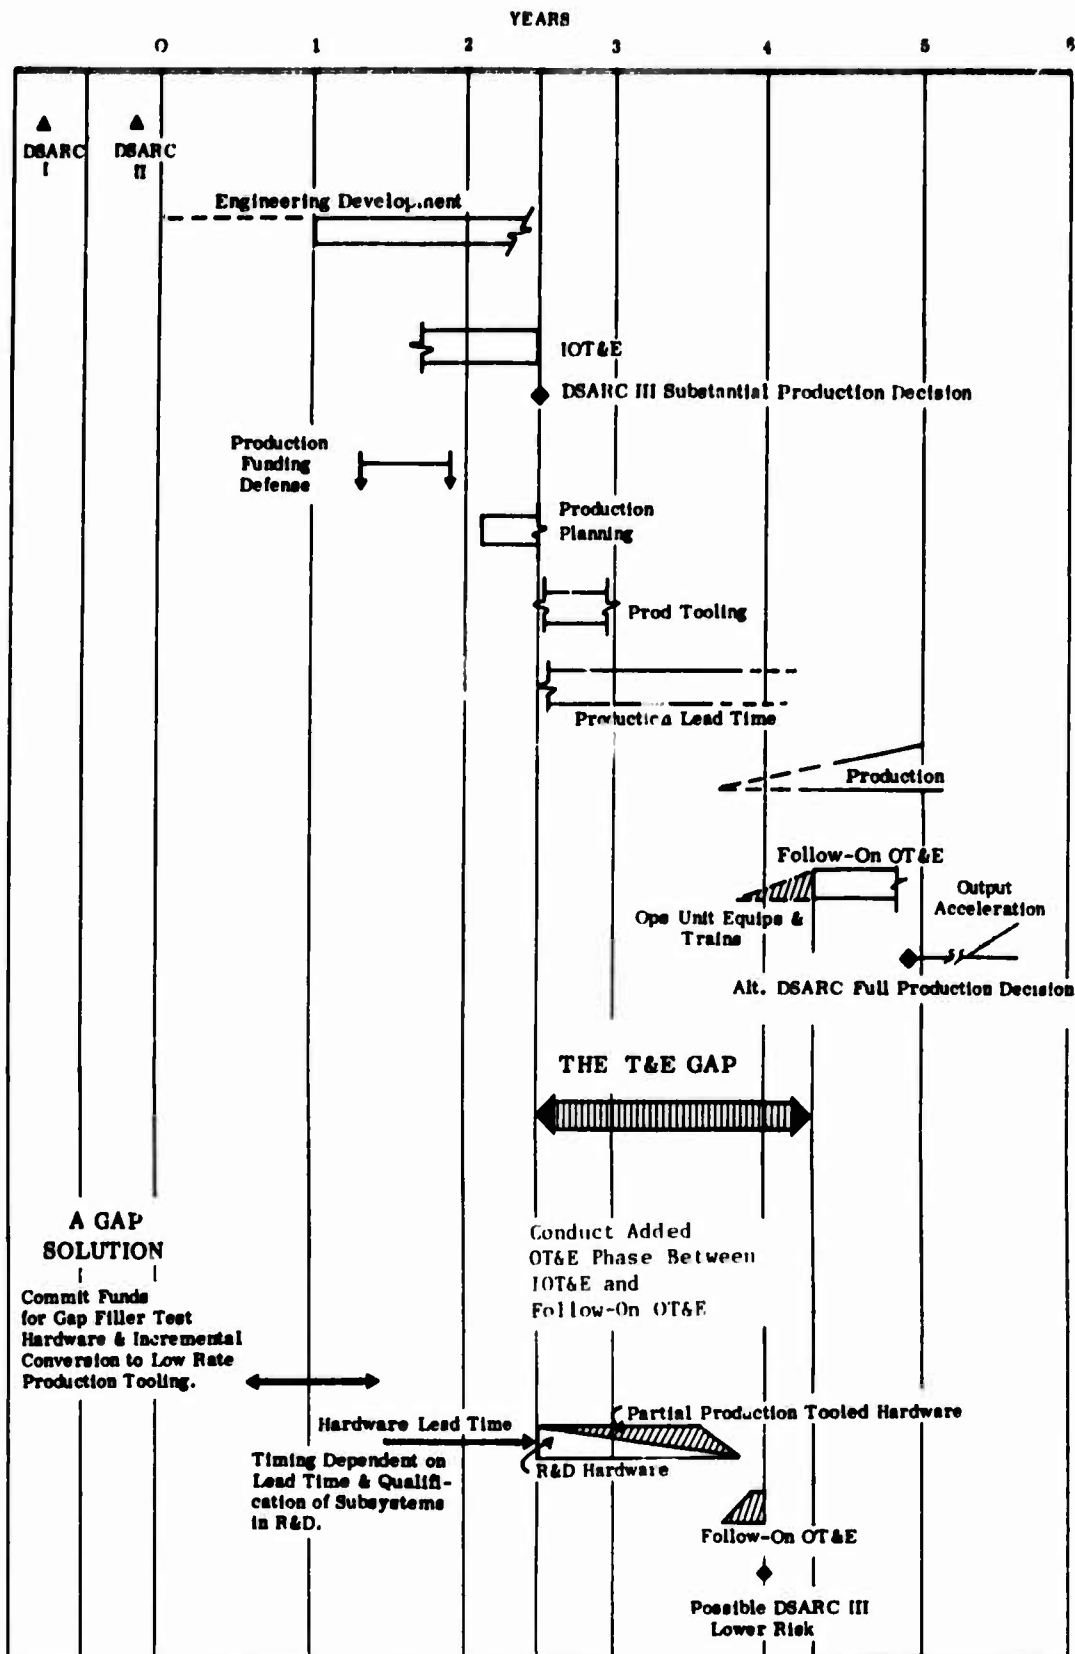 YEARS
0 1 2 3 4 5 6
DSARC
I
DSARC
II
Engineering Development
IOT&E
DSARC III Substantial Production Decision
Production
Funding
Defense
Production
Planning
Prod Tooling
Production Lead Time
Production
Follow-On OT&E
Output
Acceleration
Ops Unit Equips &
Trains
Alt. DSARC Full Production Decision
THE T&E GAP
A GAP
SOLUTION
Conduct Added
OT&E Phase Between
IOT&E and
Follow-On OT&E
Commit Funds
for Gap Filler Test
Hardware & Incremental
Conversion to Low Rate
Production Tooling.
Partial Production Tooled Hardware
Hardware Lead Time
R&D Hardware
Timing Dependent on
Lead Time & Qualifi-
cation of Subsystems
in R&D.
Follow-On OT&E
Possible DSARC III
Lower Risk